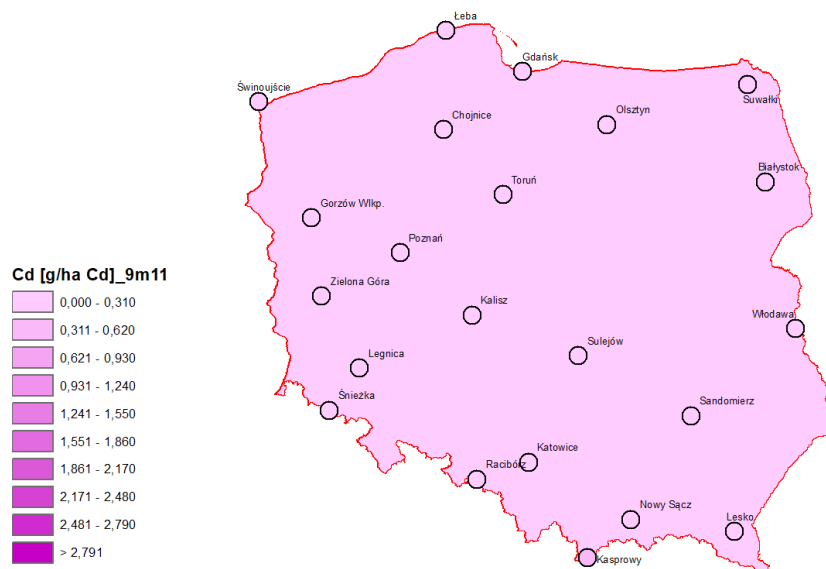 Łeba
Gdańsk
Świnoujście
Suwałki
Chojnice
Olsztyn
Białystok
Toruń
Gorzów Wlkp.
Poznań
Cd [g/ha Cd]_9m11
Zielona Góra
0,000 - 0,310
Kalisz
Włodawa
0,311 - 0,620
Sulejów
0,621 - 0,930
Legnica
0,931 - 1,240
Śnieżka
Sandomierz
1,241 - 1,550
1,551 - 1,860
Katowice
Racibórz
1,861 - 2,170
2,171 - 2,480
Nowy Sącz
Lesko
2,481 - 2,790
> 2,791
Kasprowy